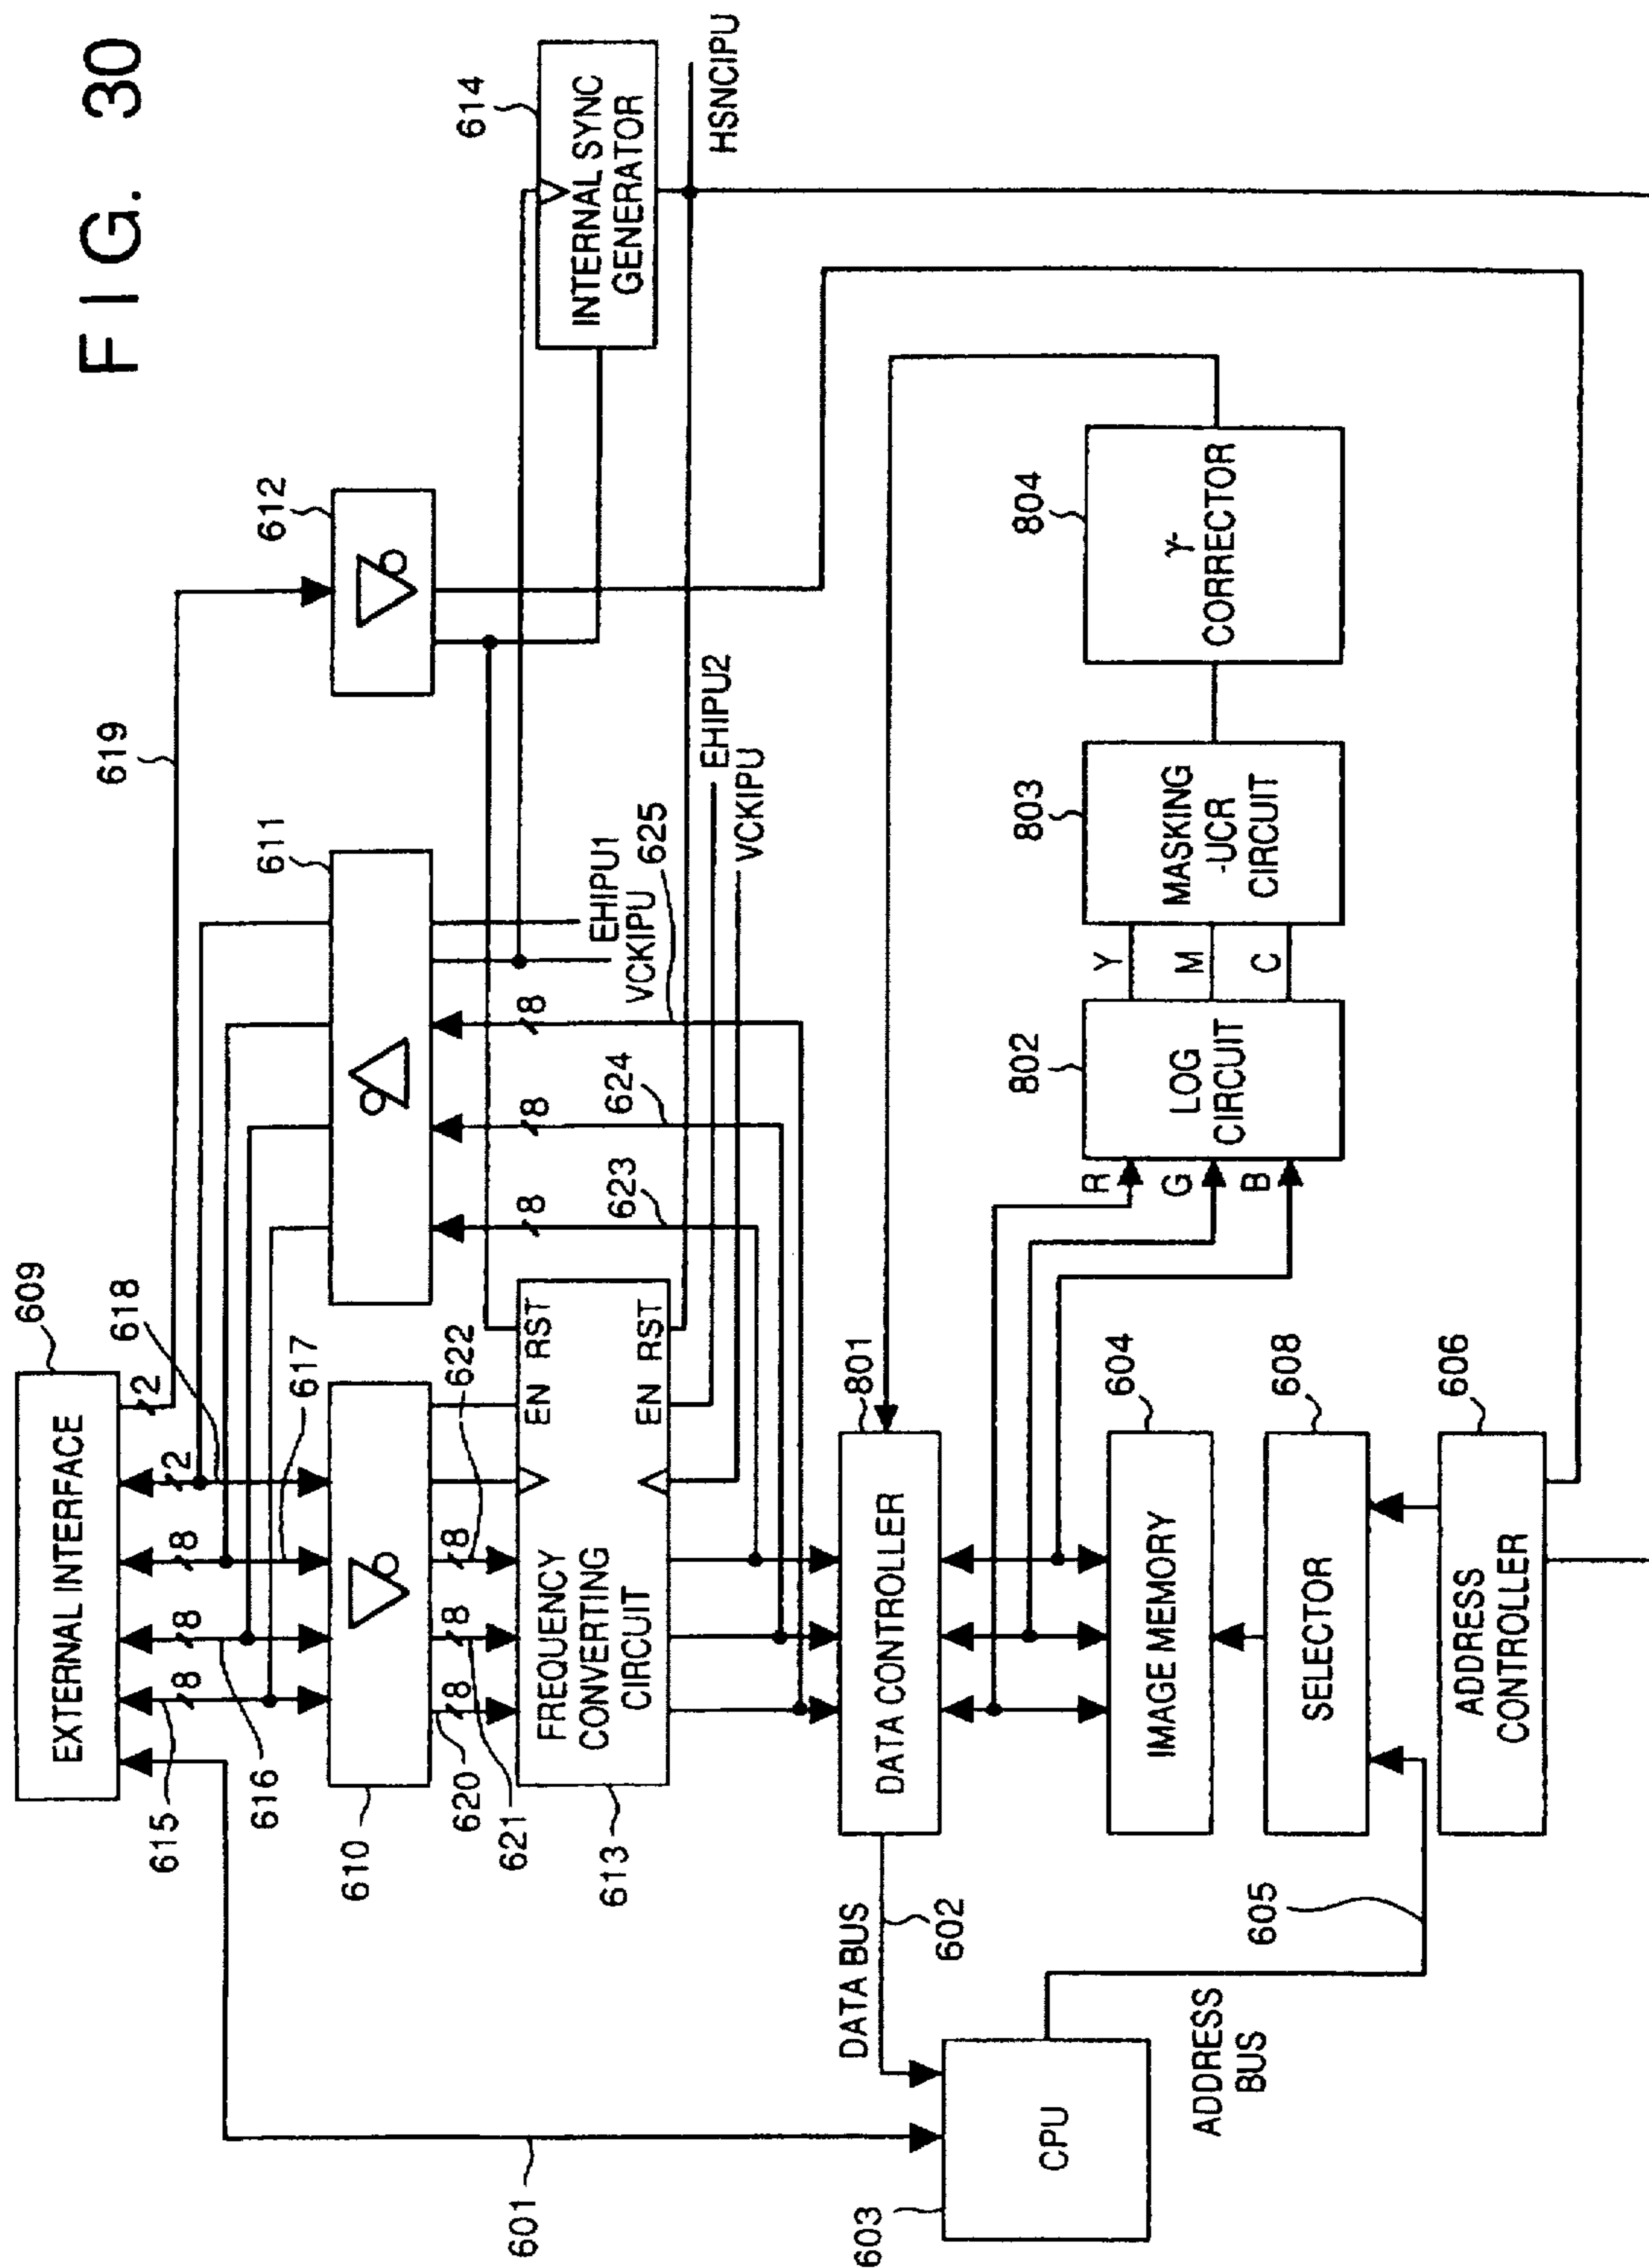 FIG. 30
609
EXTERNAL INTERFACE
2
2
8
8
8
615
616
617
618
619
610
611
612
614
INTERNAL SYNC
GENERATOR
HSNCIPU
EHIPU1
VCKIPU
625
EHIPU2
VCKIPU
8
8
8
620
621
622
8
8
8
623
624
613
FREQUENCY
CONVERTING
CIRCUIT
EN RST
EN RST
801
DATA CONTROLLER
DATA BUS
602
604
IMAGE MEMORY
608
SELECTOR
606
ADDRESS
CONTROLLER
605
ADDRESS
BUS
601
603
CPU
R
G
B
802
LOG
CIRCUIT
Y
M
C
803
MASKING
-UCR
CIRCUIT
804
γ-
CORRECTOR